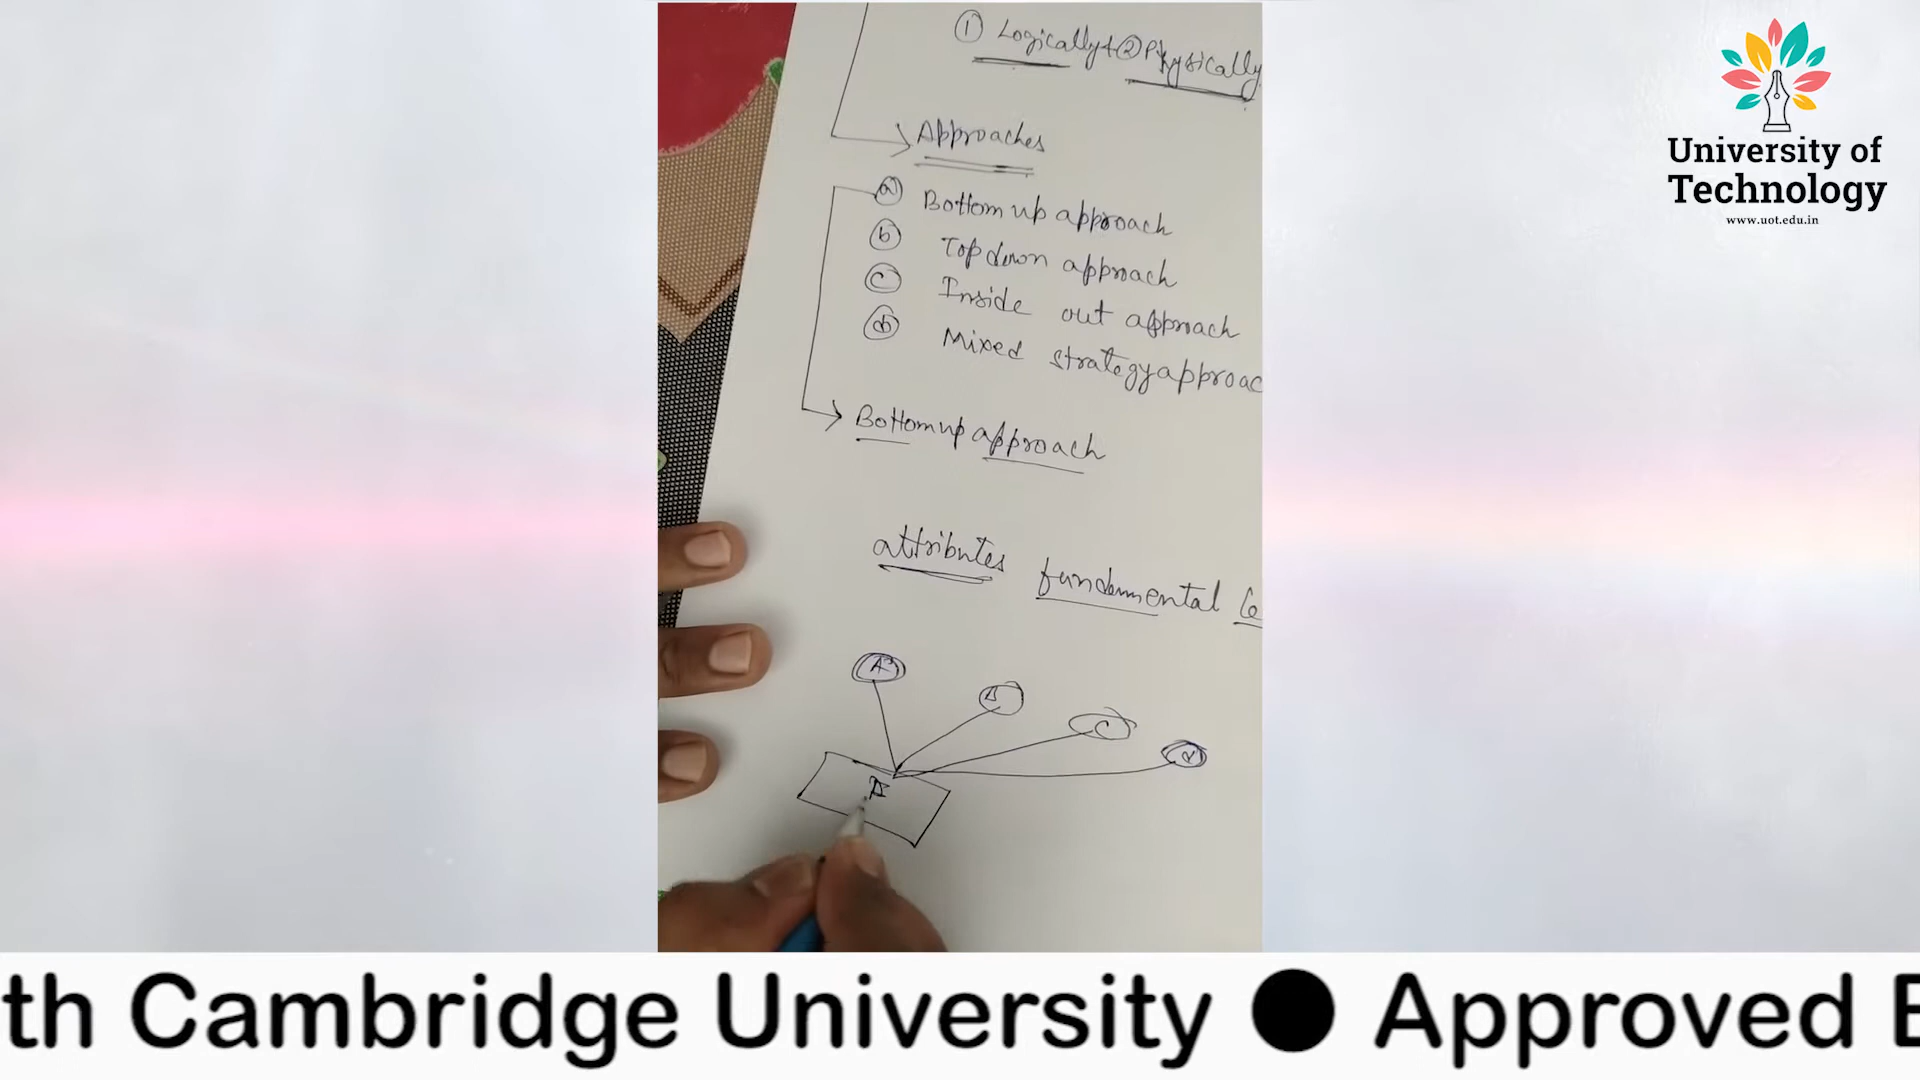 ① Logically + ② Physically
Approaches
ⓐ Bottom up approach
ⓑ Top down approach
ⓒ Inside out approach
ⓓ Mixed strategy approac
Bottom up approach
attributes fundamental
A
B
C
University of
Technology
www.uot.edu.in
th Cambridge University ● Approved